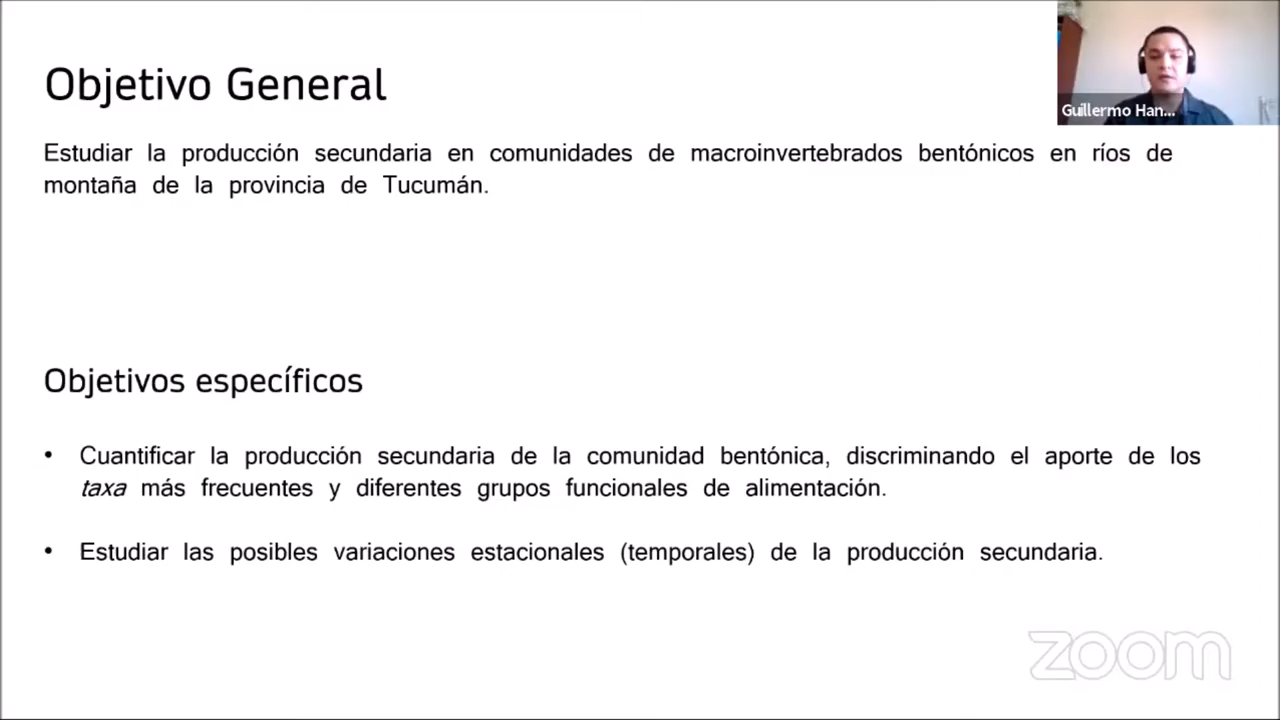 Objetivo General
Guillermo Han...
Estudiar la producción secundaria en comunidades de macroinvertebrados bentónicos en ríos de
montaña de la provincia de Tucumán.
Objetivos específicos
• Cuantificar la producción secundaria de la comunidad bentónica, discriminando el aporte de los
taxa más frecuentes y diferentes grupos funcionales de alimentación.
• Estudiar las posibles variaciones estacionales (temporales) de la producción secundaria.
zoom